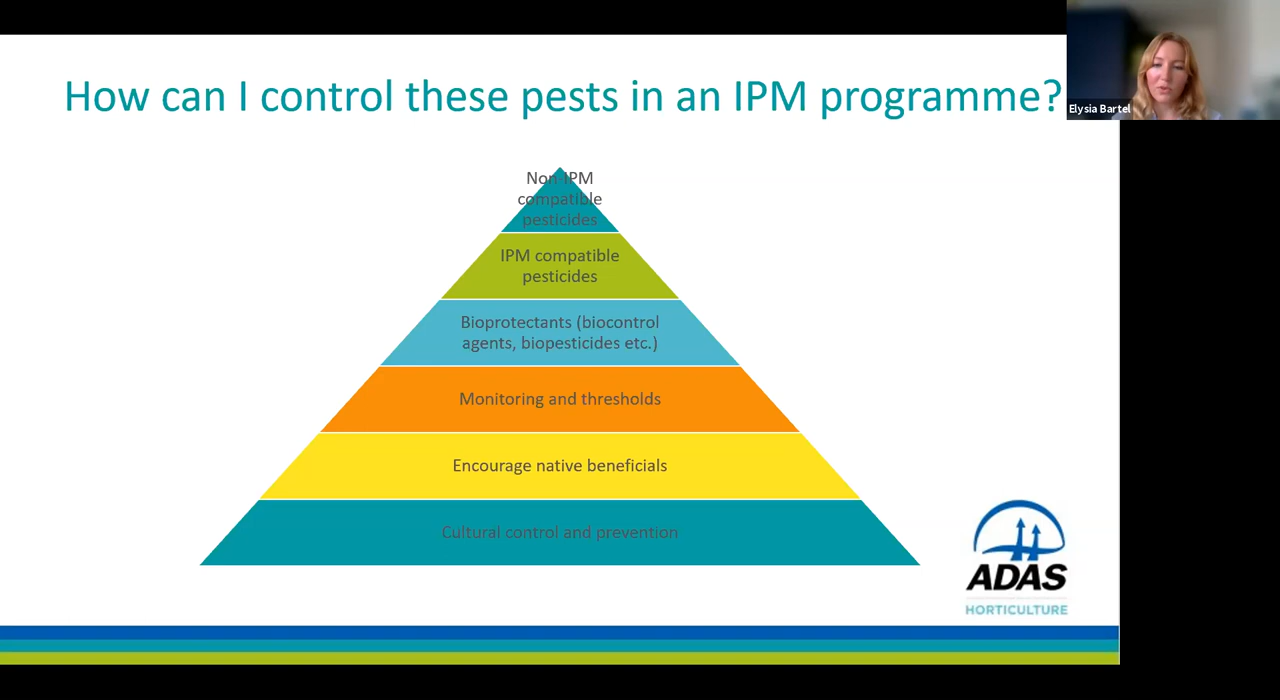 How can I control these pests in an IPM programme?
Elysia Bartel
Non-IPM
compatible
pesticides
IPM compatible
pesticides
Bioprotectants (biocontrol
agents, biopesticides etc.)
Monitoring and thresholds
Encourage native beneficials
Cultural control and prevention
ADAS
HORTICULTURE